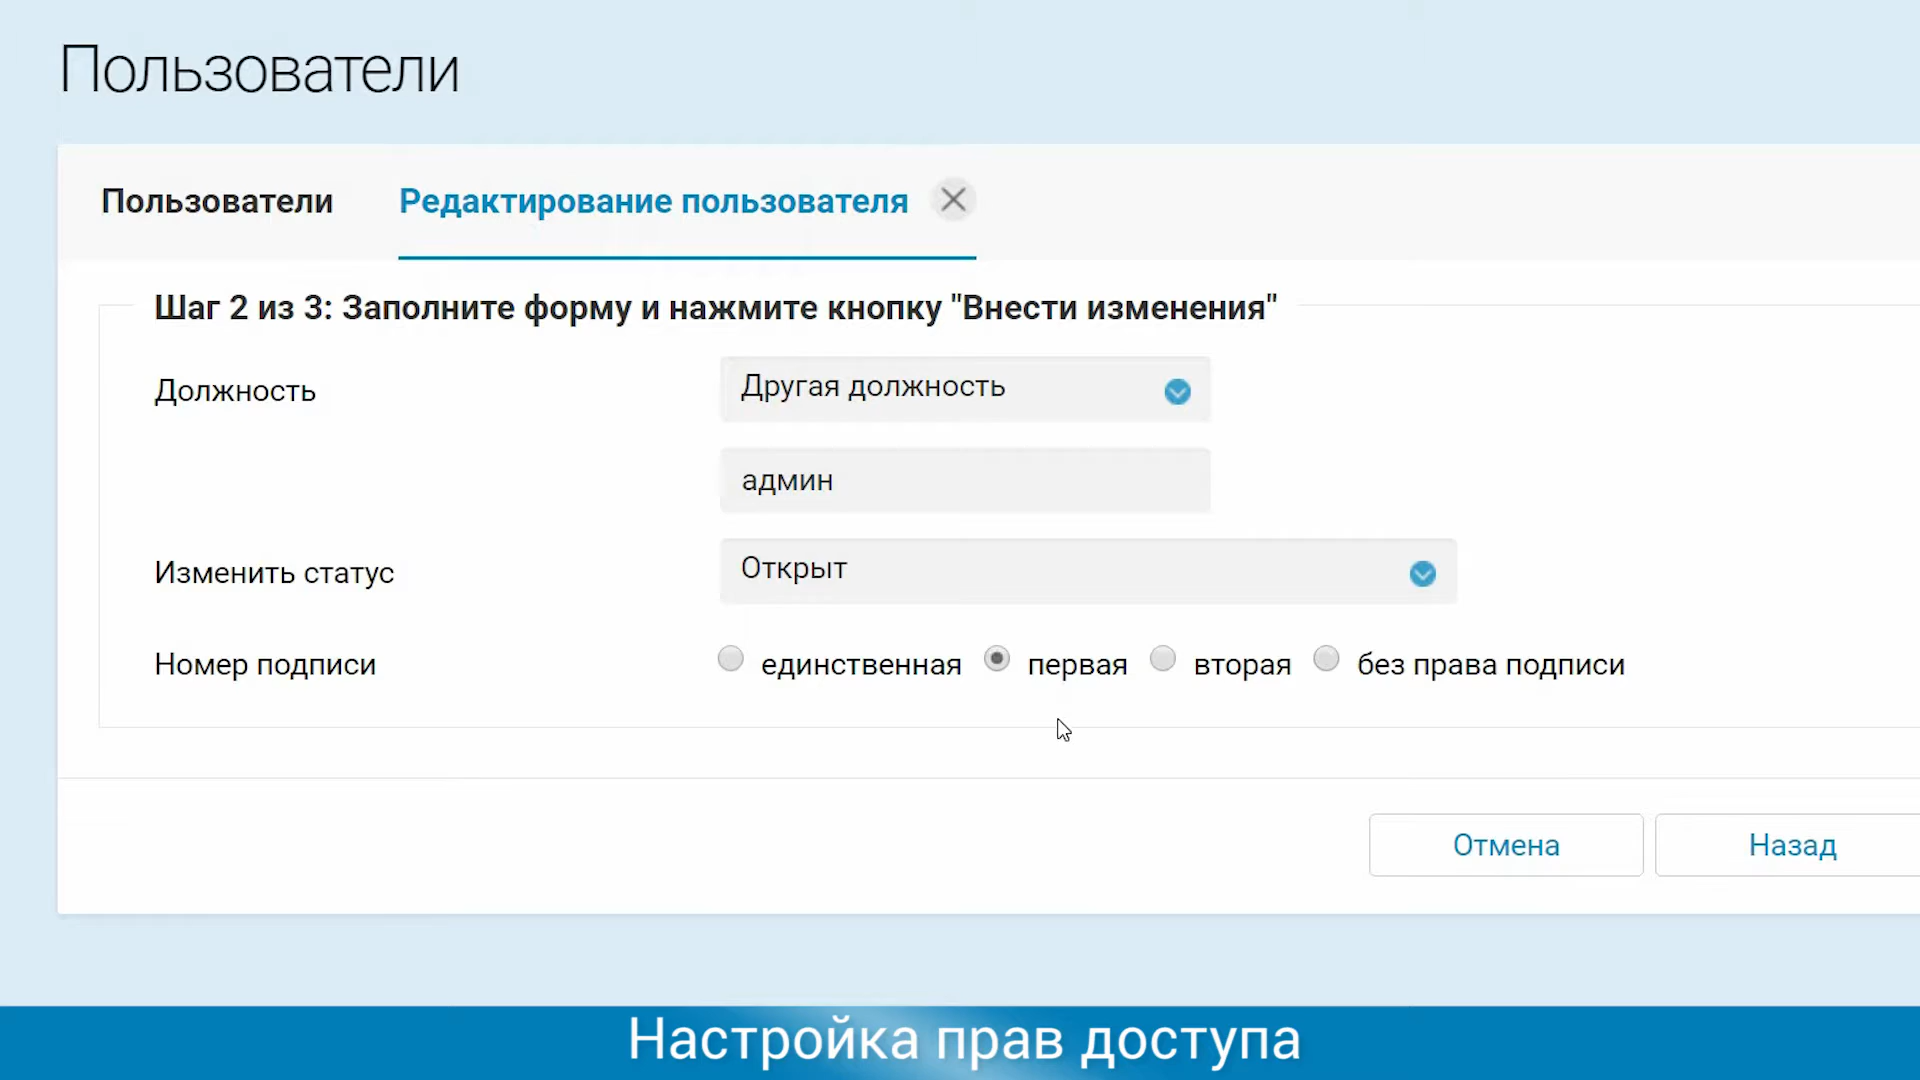 Пользователи
Пользователи Редактирование пользователя
Шаг 2 из 3: Заполните форму и нажмите кнопку "Внести изменения"
Должность Другая должность
админ
Изменить статус Открыт
Номер подписи единственная первая вторая без права подписи
Отмена Назад
Настройка прав доступа